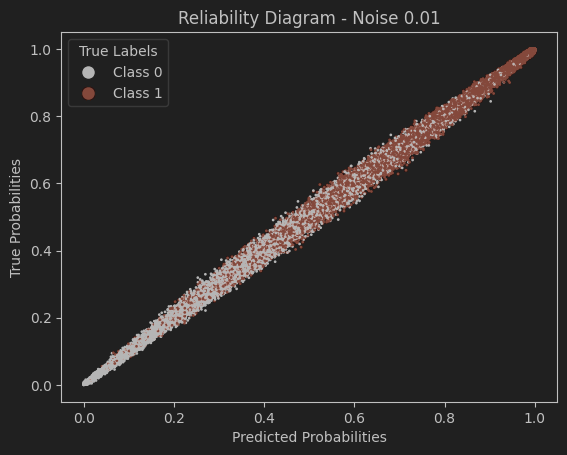 Reliability Diagram - Noise 0.01
True Labels
Class 0
Class 1
True Probabilities
1.0
0.8
0.6
0.4
0.2
0.0
0.0 0.2 0.4 0.6 0.8 1.0
Predicted Probabilities